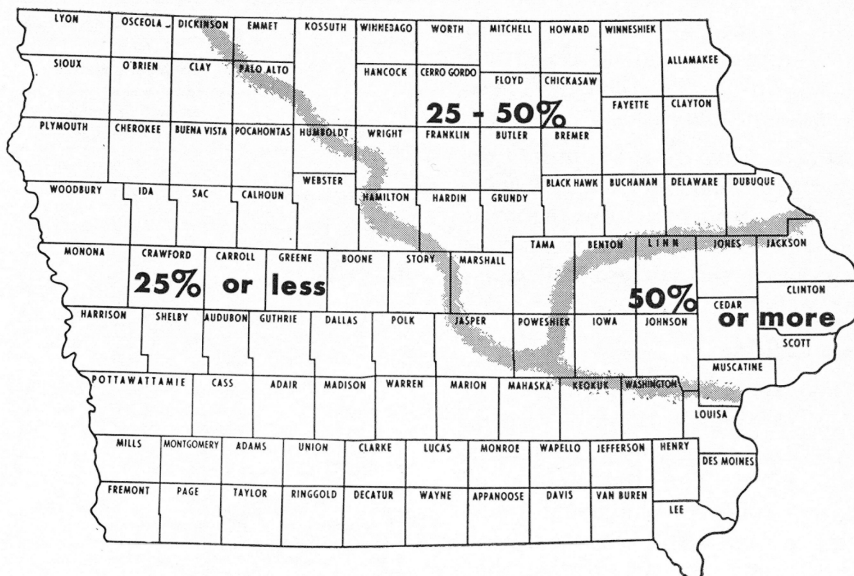 LYON OSCEOLA DICKINSON EMMET KOSSUTH WINNEBAGO WORTH MITCHELL HOWARD WINNESHIEK
ALLAMAKEE
SIOUX O'BRIEN CLAY PALO ALTO HANCOCK CERRO GORDO FLOYD CHICKASAW
25 - 50%
FAYETTE CLAYTON
PLYMOUTH CHEROKEE BUENA VISTA POCAHONTAS HUMBOLDT WRIGHT FRANKLIN BUTLER BREMER
WOODBURY IDA SAC CALHOUN WEBSTER HAMILTON HARDIN GRUNDY BLACK HAWK BUCHANAN DELAWARE DUBUQUE
MONONA CRAWFORD CARROLL GREENE BOONE STORY MARSHALL TAMA BENTON LINN JONES JACKSON
25% or less
50%
or more
CLINTON
CEDAR
HARRISON SHELBY AUDUBON GUTHRIE DALLAS POLK JASPER POWESHIEK IOWA JOHNSON
SCOTT
MUSCATINE
POTTAWATTAMIE CASS ADAIR MADISON WARREN MARION MAHASKA KEOKUK WASHINGTON
LOUISA
MILLS MONTGOMERY ADAMS UNION CLARKE LUCAS MONROE WAPELLO JEFFERSON HENRY
DES MOINES
FREMONT PAGE TAYLOR RINGGOLD DECATUR WAYNE APPANOOSE DAVIS VAN BUREN
LEE